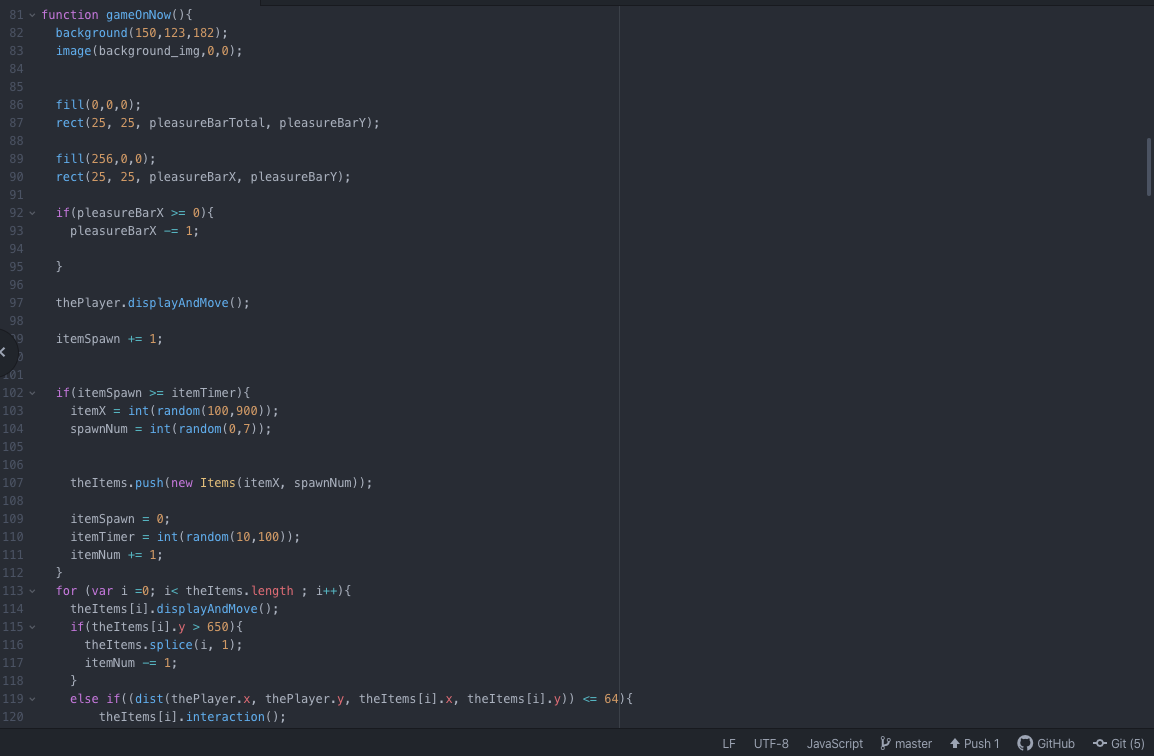 81 function gameOnNow(){
82 background(150,123,182);
83 image(background_img,0,0);
84
85
86 fill(0,0,0);
87 rect(25, 25, pleasureBarTotal, pleasureBarY);
88
89 fill(256,0,0);
90 rect(25, 25, pleasureBarX, pleasureBarY);
91
92 if(pleasureBarX >= 0){
93 pleasureBarX -= 1;
94
95 }
96
97 thePlayer.displayAndMove();
98
99 itemSpawn += 1;
0
101
102 if(itemSpawn >= itemTimer){
103 itemX = int(random(100,900));
104 spawnNum = int(random(0,7));
105
106
107 theItems.push(new Items(itemX, spawnNum));
108
109 itemSpawn = 0;
110 itemTimer = int(random(10,100));
111 itemNum += 1;
112 }
113 for (var i =0; i< theItems.length ; i++){
114 theItems[i].displayAndMove();
115 if(theItems[i].y > 650){
116 theItems.splice(i, 1);
117 itemNum -= 1;
118 }
119 else if((dist(thePlayer.x, thePlayer.y, theItems[i].x, theItems[i].y)) <= 64){
120 theItems[i].interaction();
LF UTF-8 JavaScript master Push 1 GitHub Git (5)